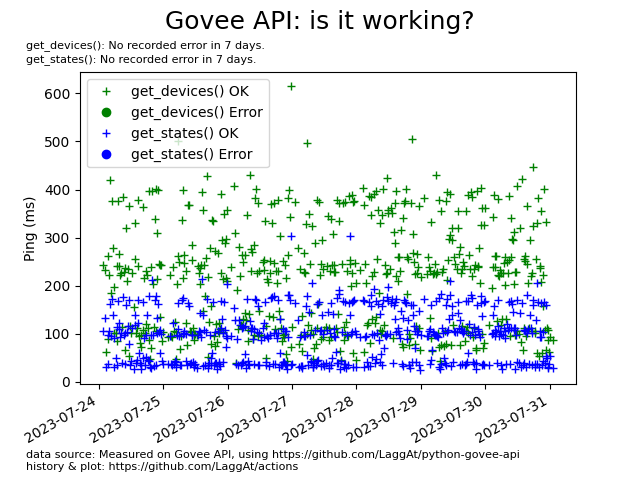 Govee API: is it working?
get_devices(): No recorded error in 7 days.
get_states(): No recorded error in 7 days.
get_devices() OK
get_devices() Error
get_states() OK
get_states() Error
Ping (ms)
600
500
400
300
200
100
0
2023-07-24
2023-07-25
2023-07-26
2023-07-27
2023-07-28
2023-07-29
2023-07-30
2023-07-31
data source: Measured on Govee API, using https://github.com/LaggAt/python-govee-api
history & plot: https://github.com/LaggAt/actions